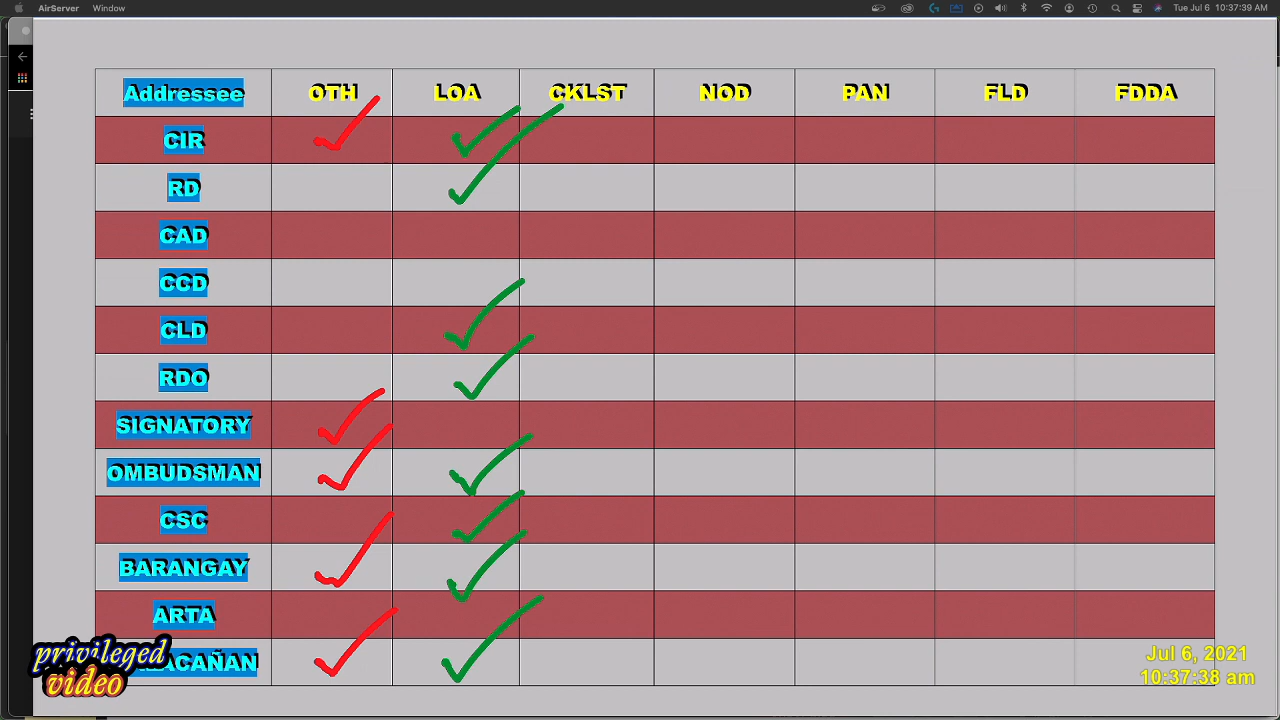 AirServer Window Tue Jul 6 10:37:39 AM
Addressee OTH LOA CKLST NOD PAN FLD FDDA
CIR
RD
CAD
CCD
CLD
RDO
SIGNATORY
OMBUDSMAN
CSC
BARANGAY
ARTA
privileged
video
Jul 6, 2021
10:37:38 am